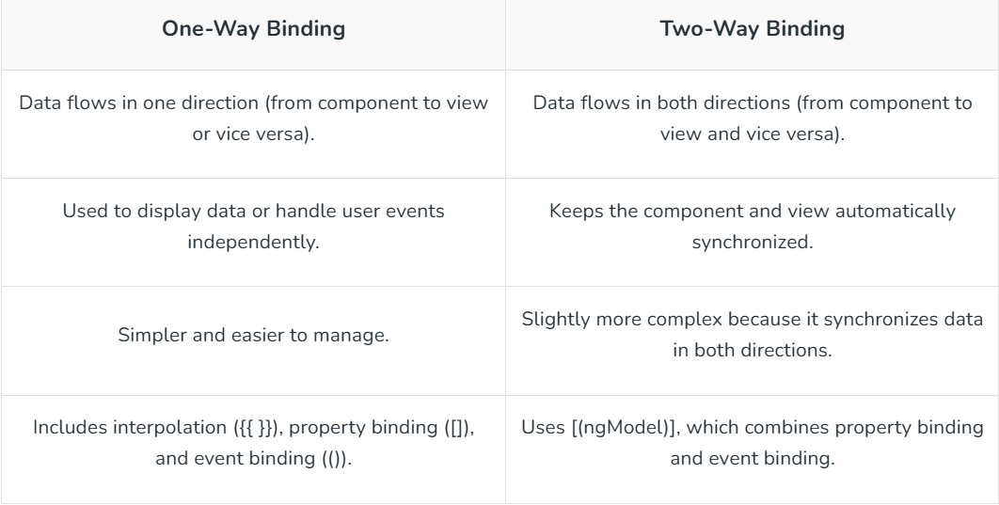 One-Way Binding
Two-Way Binding
Data flows in one direction (from component to view
or vice versa).
Data flows in both directions (from component to
view and vice versa).
Used to display data or handle user events
independently.
Keeps the component and view automatically
synchronized.
Simpler and easier to manage.
Slightly more complex because it synchronizes data
in both directions.
Includes interpolation ({{ }}), property binding ([]),
and event binding (()).
Uses [(ngModel)], which combines property binding
and event binding.